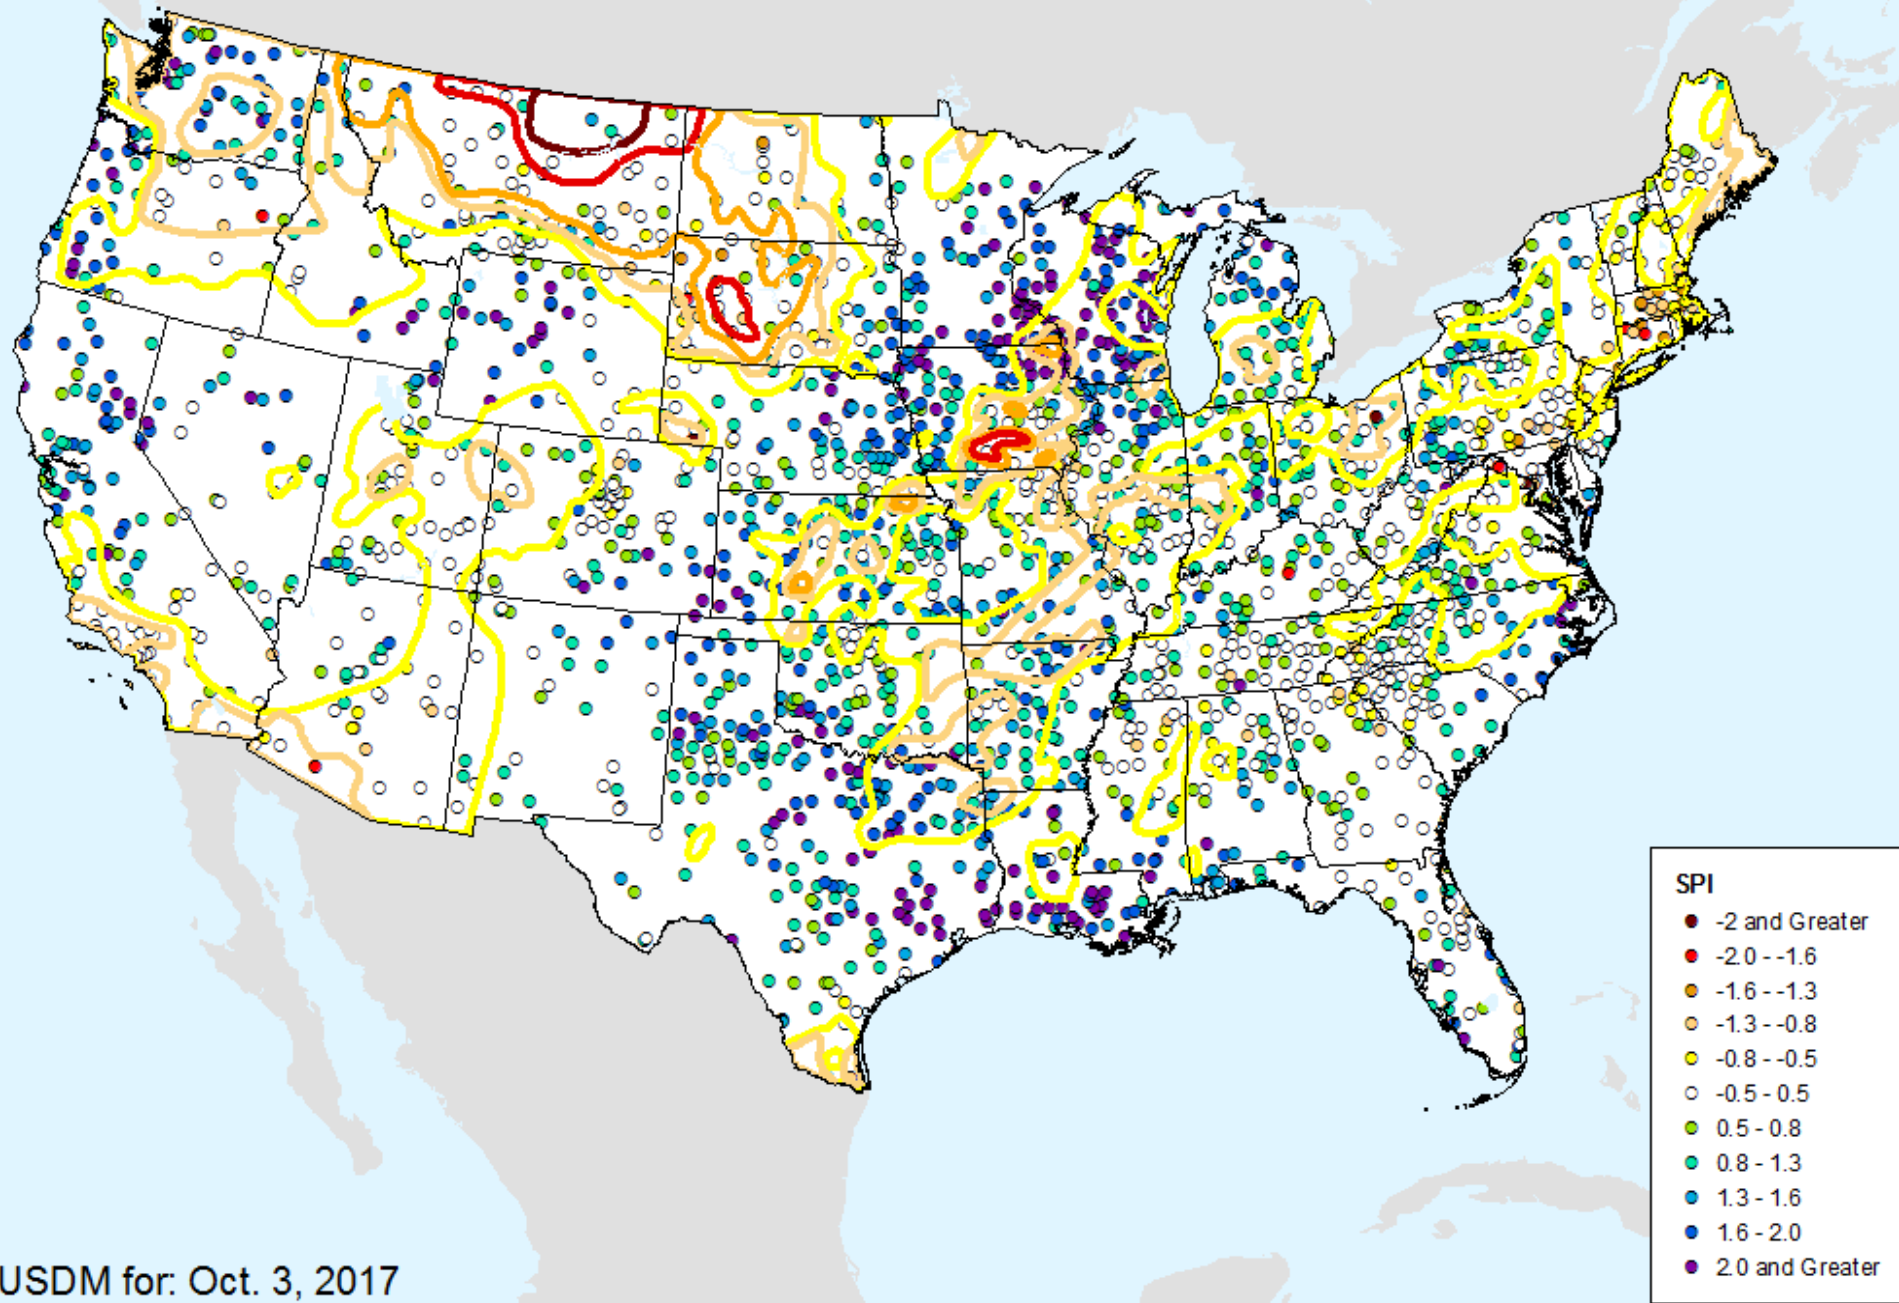 SPI
-2 and Greater
-2.0 - -1.6
-1.6 - -1.3
-1.3 - -0.8
-0.8 - -0.5
-0.5 - 0.5
0.5 - 0.8
0.8 - 1.3
1.3 - 1.6
1.6 - 2.0
2.0 and Greater
USDM for: Oct. 3, 2017